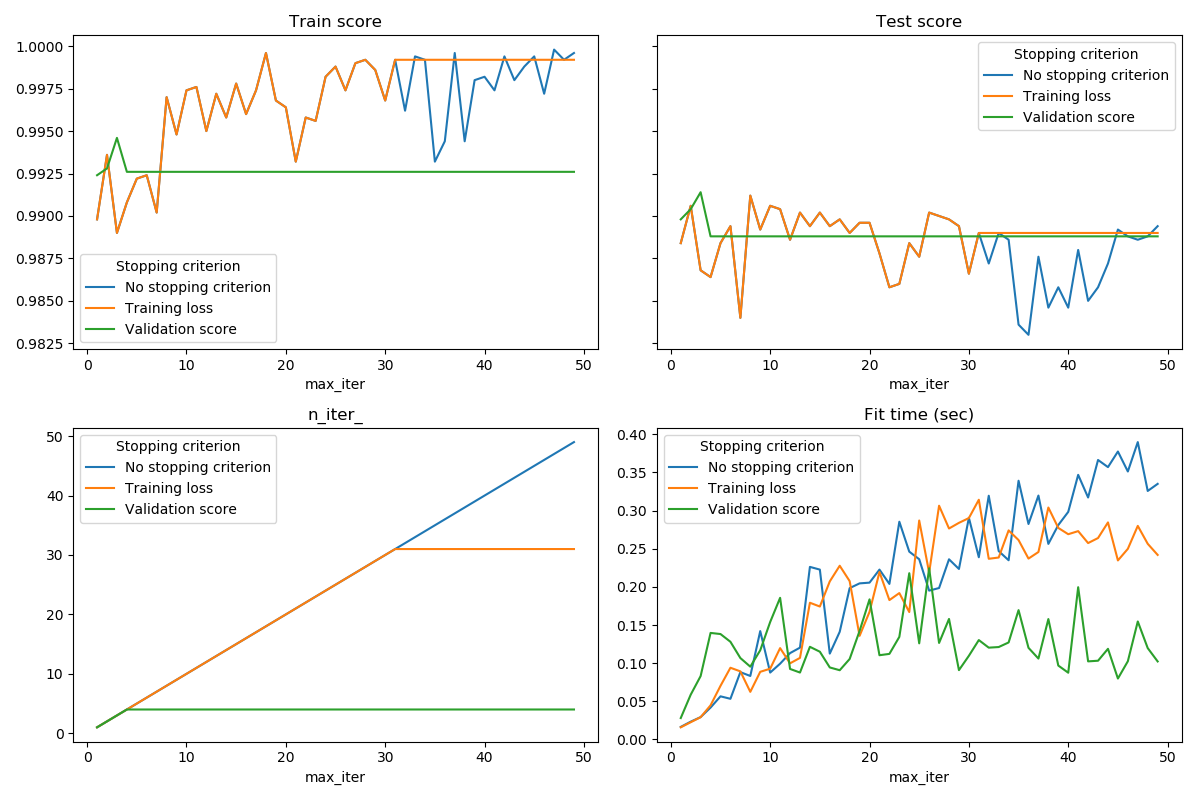 Train score
1.0000
0.9975
0.9950
0.9925
0.9900
0.9875
0.9850
0.9825
Stopping criterion
No stopping criterion
Training loss
Validation score
0 10 20 30 40 50
max_iter
Test score
Stopping criterion
No stopping criterion
Training loss
Validation score
0 10 20 30 40 50
max_iter
n_iter_
50
40
30
20
10
0
Stopping criterion
No stopping criterion
Training loss
Validation score
0 10 20 30 40 50
max_iter
Fit time (sec)
0.40
0.35
0.30
0.25
0.20
0.15
0.10
0.05
0.00
Stopping criterion
No stopping criterion
Training loss
Validation score
0 10 20 30 40 50
max_iter